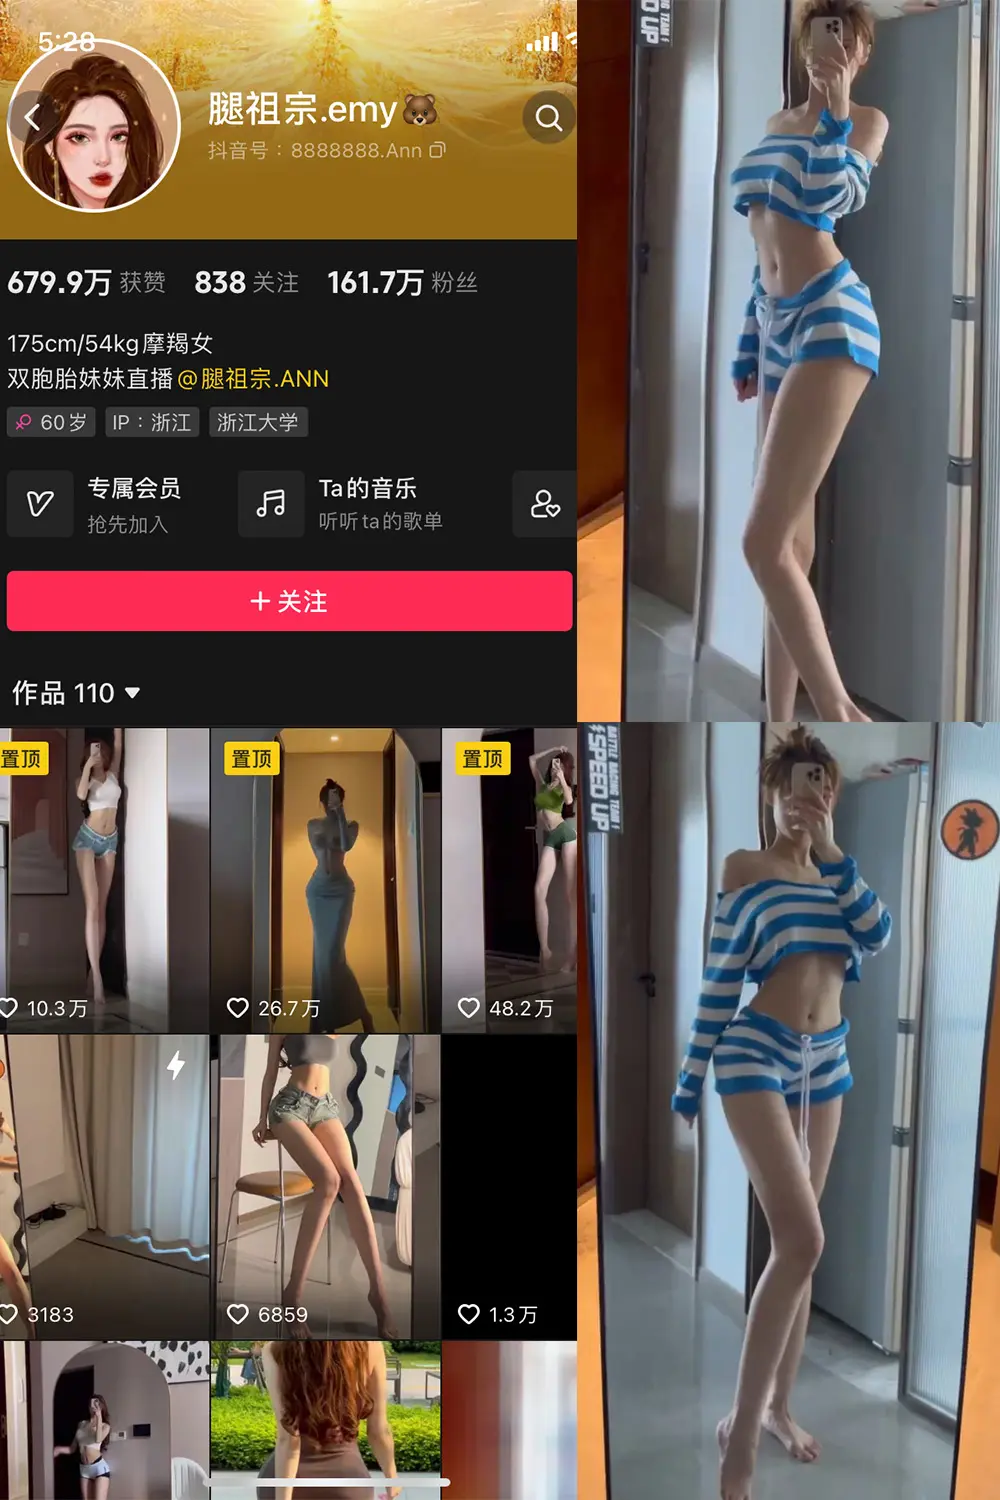 5:28
腿祖宗.emy🐻
抖音号：8888888.Ann
679.9万 获赞 838 关注 161.7万 粉丝
175cm/54kg摩羯女
双胞胎妹妹直播@腿祖宗.ANN
60岁 IP：浙江 浙江大学
专属会员
抢先加入
Ta的音乐
听听ta的歌单
+ 关注
作品 110
置顶 置顶 置顶
10.3万 26.7万 48.2万
3183 6859 1.3万
D UP
BATTLE RACING TEAM
#SPEED UP